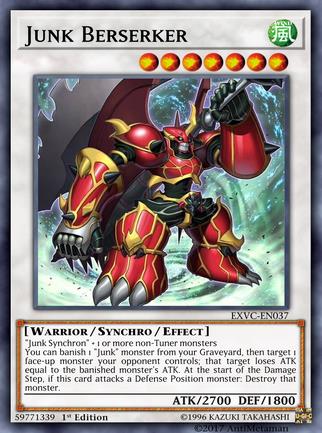 Junk Berserker
WIND
風
EXVC-EN037
[Warrior/Synchro/Effect]
"Junk Synchron" + 1 or more non-Tuner monsters
You can banish 1 "Junk" monster from your Graveyard, then target 1
face-up monster your opponent controls; that target loses ATK
equal to the banished monster's ATK. At the start of the Damage
Step, if this card attacks a Defense Position monster: Destroy that
monster.
ATK/2700 DEF/1800
59771339 1st Edition ©1996 KAZUKI TAKAHASHI
©2017 AntiMetaman